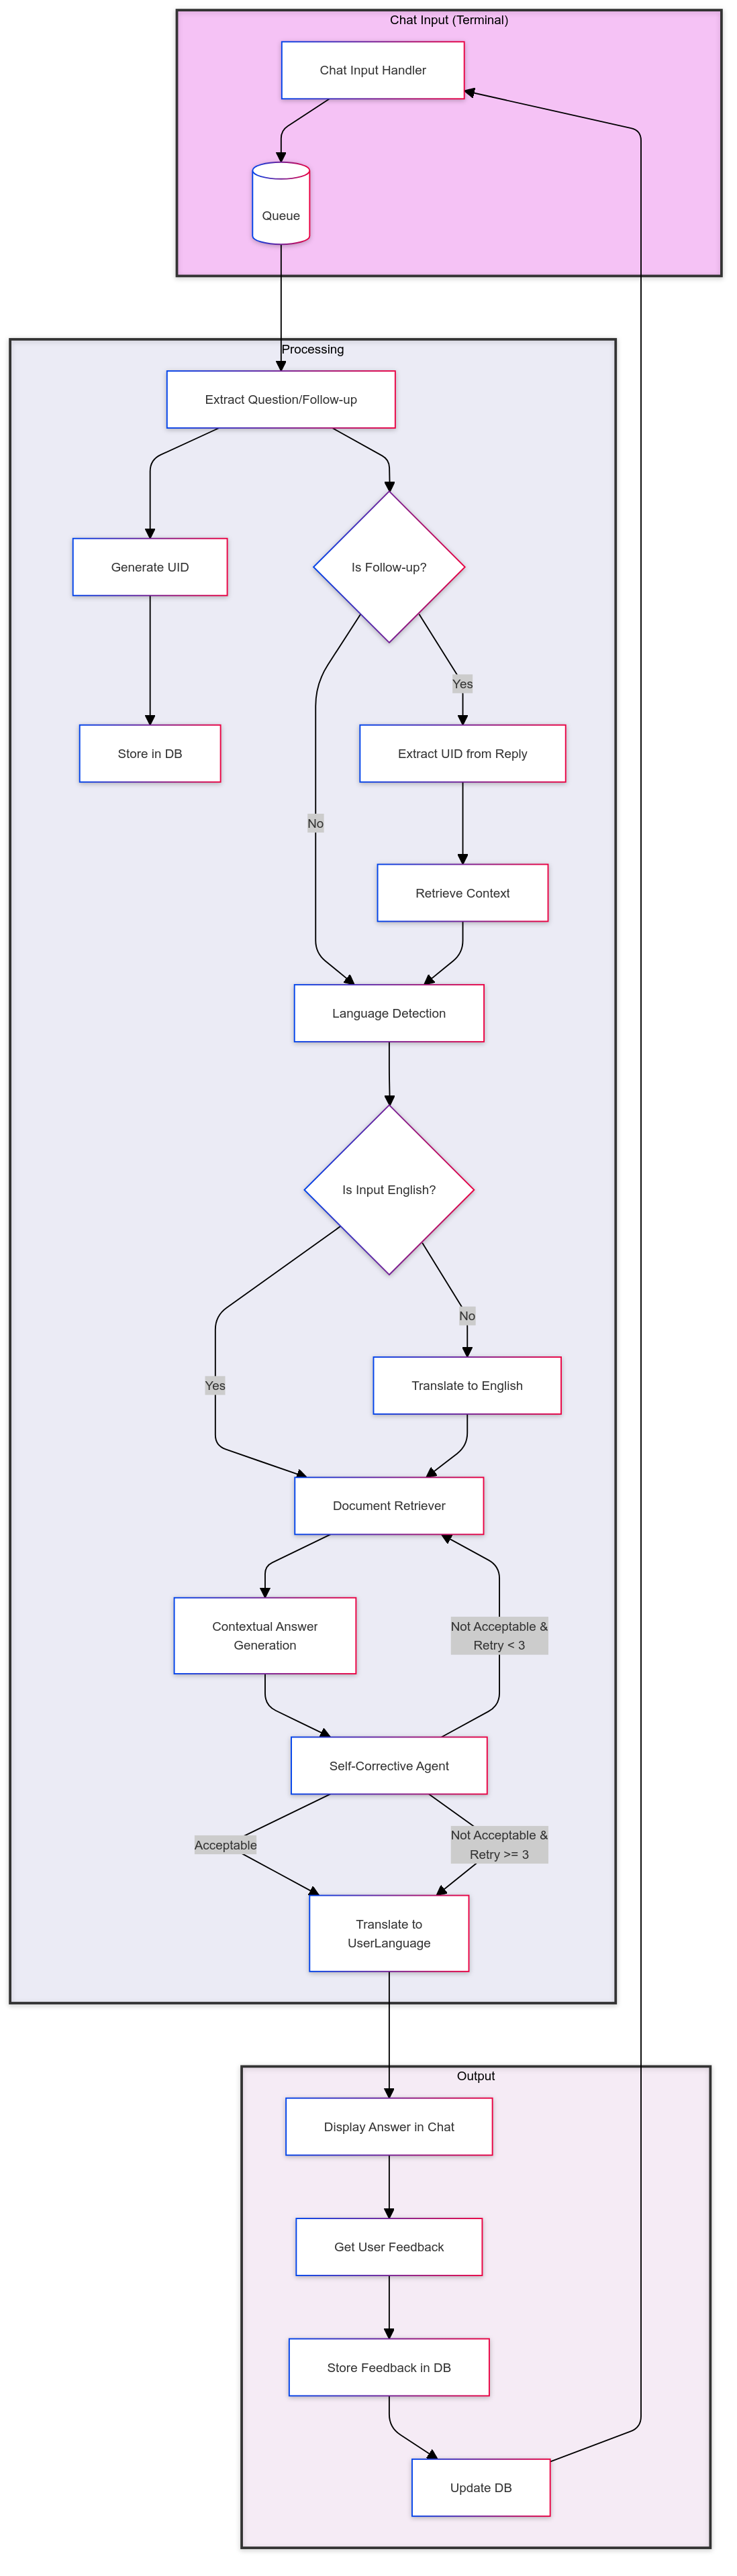 Chat Input (Terminal)
Chat Input Handler
Queue
Processing
Extract Question/Follow-up
Generate UID
Is Follow-up?
Yes
Store in DB
Extract UID from Reply
No
Retrieve Context
Language Detection
Is Input English?
No
Yes
Translate to English
Document Retriever
Contextual Answer
Generation
Not Acceptable &
Retry < 3
Self-Corrective Agent
Acceptable
Not Acceptable &
Retry >= 3
Translate to
UserLanguage
Output
Display Answer in Chat
Get User Feedback
Store Feedback in DB
Update DB